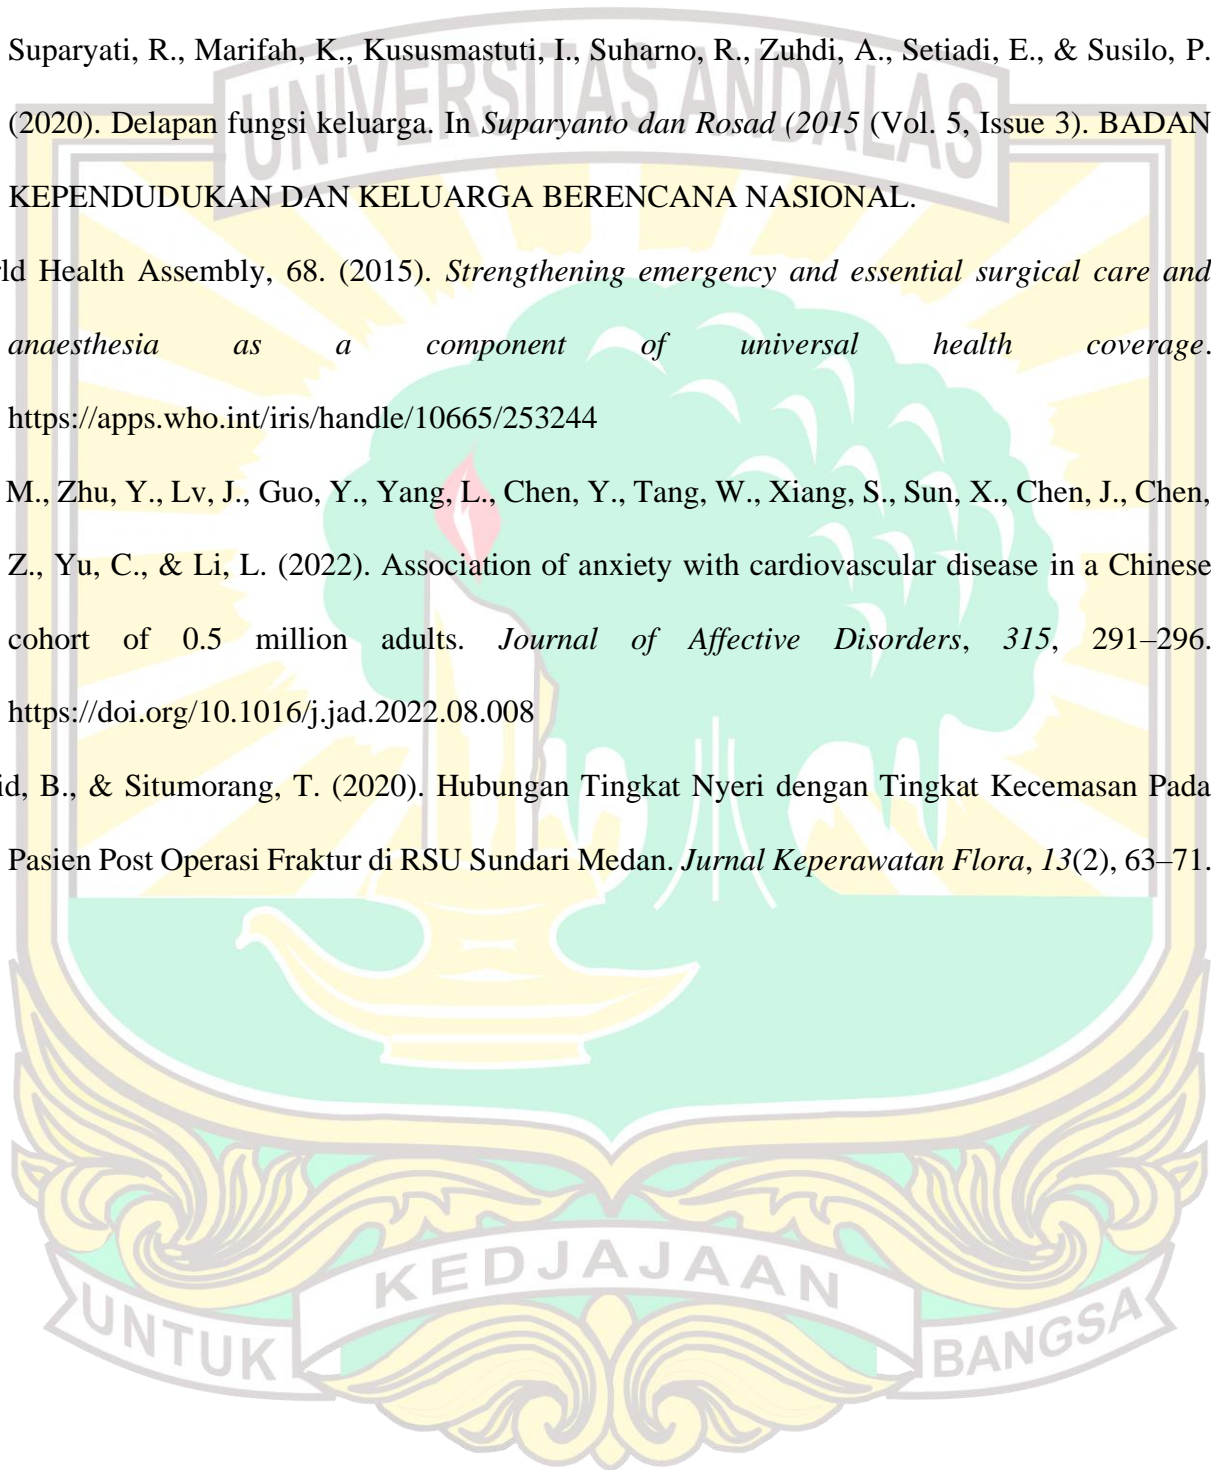 UNIVERSITAS ANDALAS
Suparyati, R., Marifah, K., Kususmastuti, I., Suharno, R., Zuhdi, A., Setiadi, E., & Susilo, P.
(2020). Delapan fungsi keluarga. In Suparyanto dan Rosad (2015 (Vol. 5, Issue 3). BADAN
KEPENDUDUKAN DAN KELUARGA BERENCANA NASIONAL.
ld Health Assembly, 68. (2015). Strengthening emergency and essential surgical care and
anaesthesia as a component of universal health coverage.
https://apps.who.int/iris/handle/10665/253244
M., Zhu, Y., Lv, J., Guo, Y., Yang, L., Chen, Y., Tang, W., Xiang, S., Sun, X., Chen, J., Chen,
Z., Yu, C., & Li, L. (2022). Association of anxiety with cardiovascular disease in a Chinese
cohort of 0.5 million adults. Journal of Affective Disorders, 315, 291–296.
https://doi.org/10.1016/j.jad.2022.08.008
id, B., & Situmorang, T. (2020). Hubungan Tingkat Nyeri dengan Tingkat Kecemasan Pada
Pasien Post Operasi Fraktur di RSU Sundari Medan. Jurnal Keperawatan Flora, 13(2), 63–71.
UNTUK KEDJAJAAN BANGSA